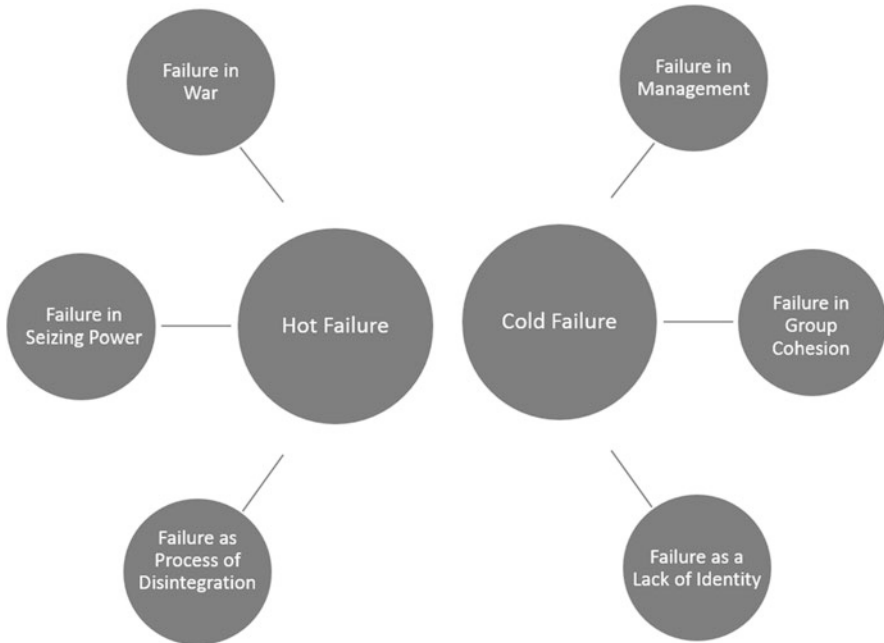 Failure in
War
Failure in
Management
Failure in
Seizing Power
Hot Failure
Cold Failure
Failure in
Group
Cohesion
Failure as
Process of
Disintegration
Failure as a
Lack of Identity